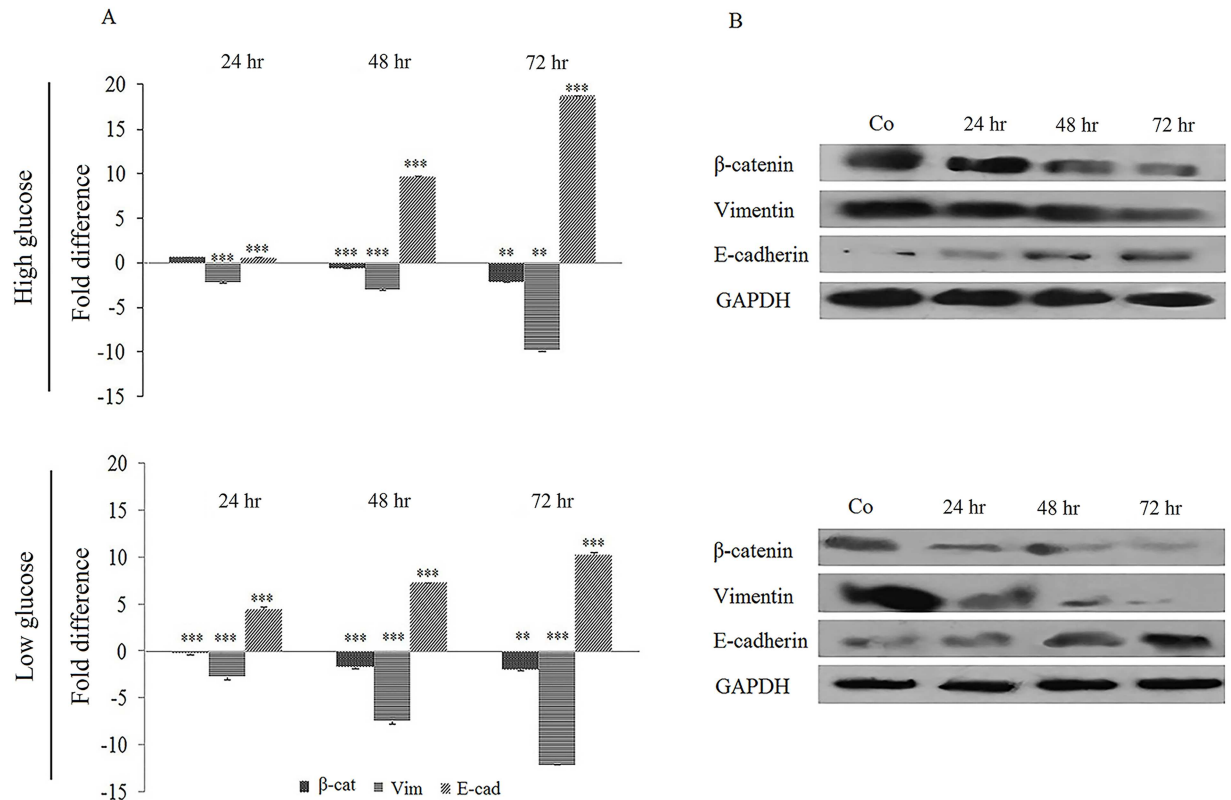 A
24 hr 48 hr 72 hr
High glucose
Fold difference
20
15
10
5
0
-5
-10
-15
*** *** *** *** *** ** ** ***
Low glucose
Fold difference
20
15
10
5
0
-5
-10
-15
24 hr 48 hr 72 hr
*** *** *** *** *** *** ** *** ***
β-cat Vim E-cad
B
Co 24 hr 48 hr 72 hr
β-catenin
Vimentin
E-cadherin
GAPDH
Co 24 hr 48 hr 72 hr
β-catenin
Vimentin
E-cadherin
GAPDH